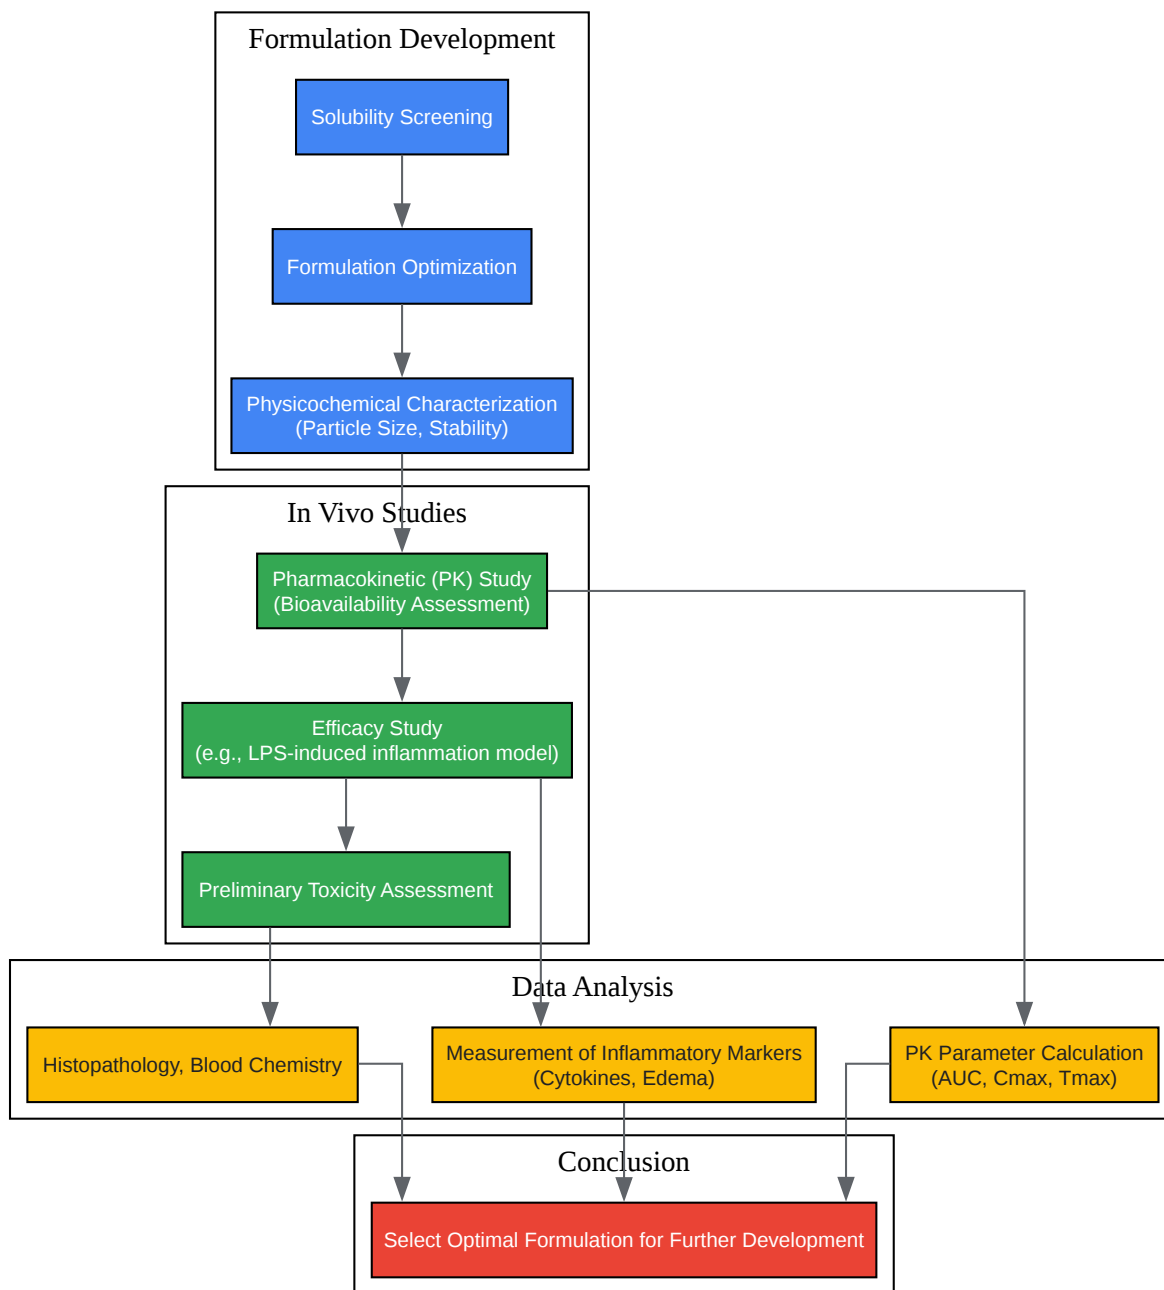 Formulation Development
Solubility Screening
Formulation Optimization
Physicochemical Characterization
(Particle Size, Stability)
In Vivo Studies
Pharmacokinetic (PK) Study
(Bioavailability Assessment)
Efficacy Study
(e.g., LPS-induced inflammation model)
Preliminary Toxicity Assessment
Data Analysis
Histopathology, Blood Chemistry
Measurement of Inflammatory Markers
(Cytokines, Edema)
PK Parameter Calculation
(AUC, Cmax, Tmax)
Conclusion
Select Optimal Formulation for Further Development